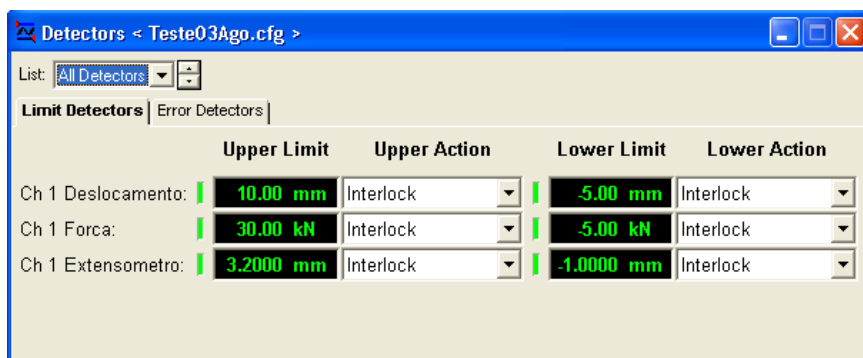 Detectors < Teste03Ago.cfg >
List: All Detectors
Limit Detectors Error Detectors
Upper Limit Upper Action Lower Limit Lower Action
Ch 1 Deslocamento: 10.00 mm Interlock -5.00 mm Interlock
Ch 1 Forca: 30.00 kN Interlock -5.00 kN Interlock
Ch 1 Extensometro: 3.2000 mm Interlock -1.0000 mm Interlock